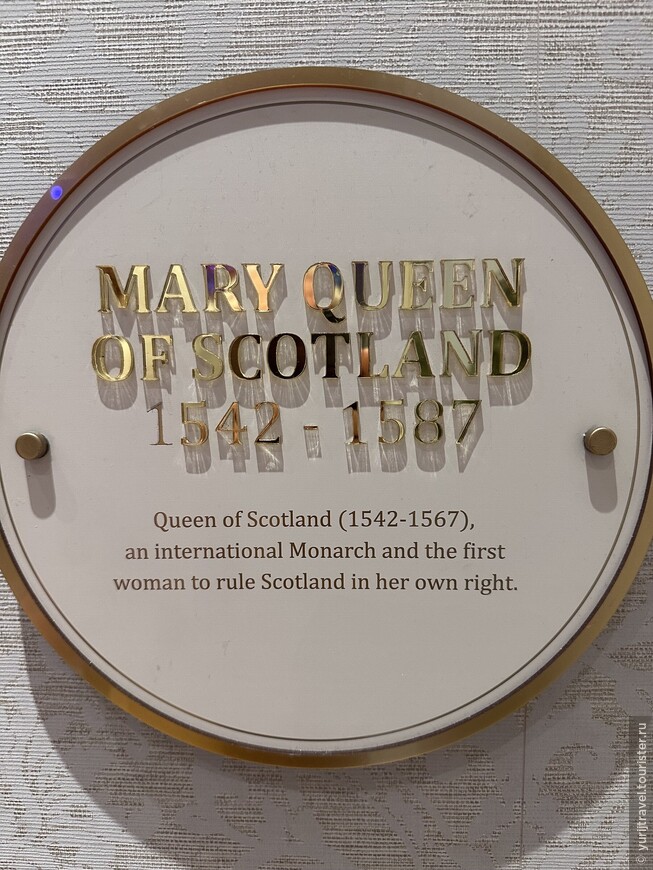 MARY QUEEN
OF SCOTLAND
1542 - 1587
Queen of Scotland (1542-1567),
an international Monarch and the first
woman to rule Scotland in her own right.
© yurjtravel.tourister.ru